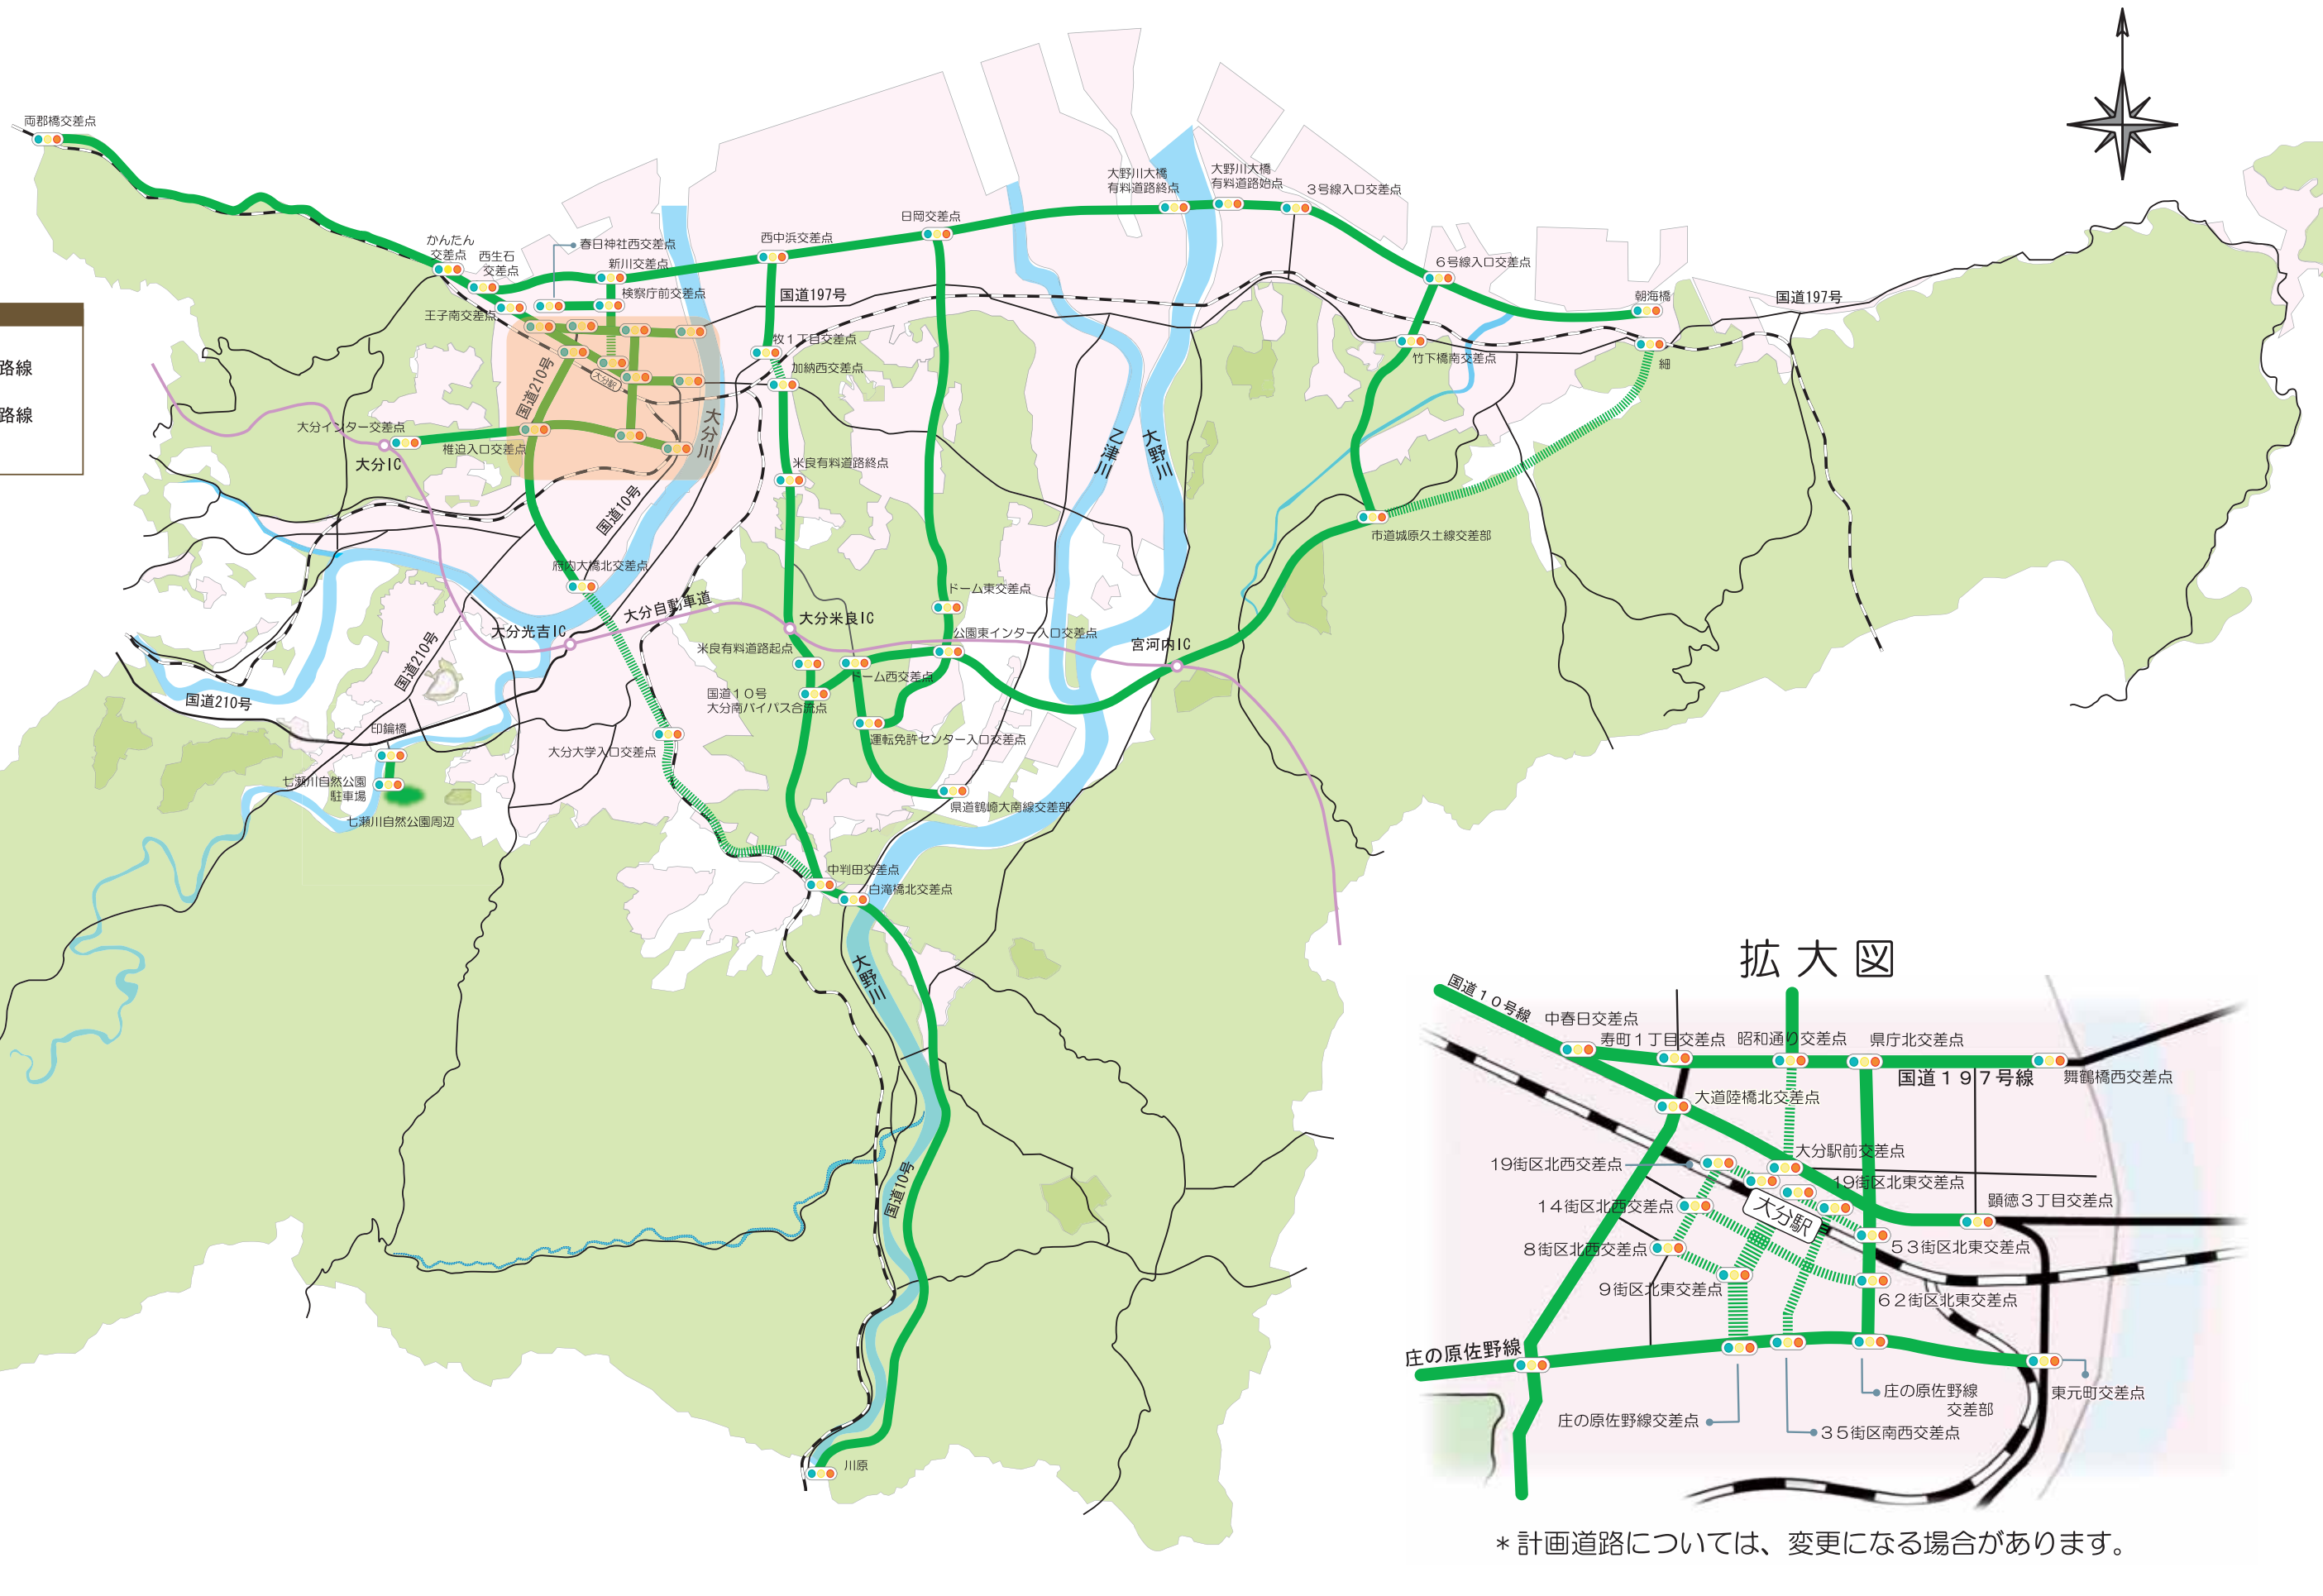 両郡橋交差点
かんたん
交差点
西生石
交差点
春日神社西交差点
新川交差点
検察庁前交差点
王子南交差点
西中浜交差点
日岡交差点
大野川大橋
有料道路終点
大野川大橋
有料道路始点
3号線入口交差点
6号線入口交差点
朝海橋
国道197号
国道197号
竹下橋南交差点
細
牧1丁目交差点
加納西交差点
路線
路線
国道210号
大分駅
大分川
大分インター交差点
大分IC
椎迫入口交差点
米良有料道路終点
乙津川
大野川
国道10号
市道城原久土線交差部
府内大橋北交差点
大分自動車道
大分光吉IC
大分米良IC
ドーム東交差点
公園東インター入口交差点
宮河内IC
米良有料道路起点
ドーム西交差点
国道10号
大分南バイパス合流点
運転免許センター入口交差点
国道210号
国道210号
印鑰橋
大分大学入口交差点
七瀬川自然公園
駐車場
七瀬川自然公園周辺
県道鶴崎大南線交差部
中判田交差点
白滝橋北交差点
大野川
国道10号
川原
拡大図
国道10号線
中春日交差点
寿町1丁目交差点
昭和通り交差点
県庁北交差点
国道197号線
舞鶴橋西交差点
大道陸橋北交差点
大分駅前交差点
19街区北西交差点
19街区北東交差点
14街区北西交差点
大分駅
顕徳3丁目交差点
8街区北西交差点
53街区北東交差点
9街区北東交差点
62街区北東交差点
庄の原佐野線
庄の原佐野線
交差部
東元町交差点
庄の原佐野線交差点
35街区南西交差点
*計画道路については、変更になる場合があります。